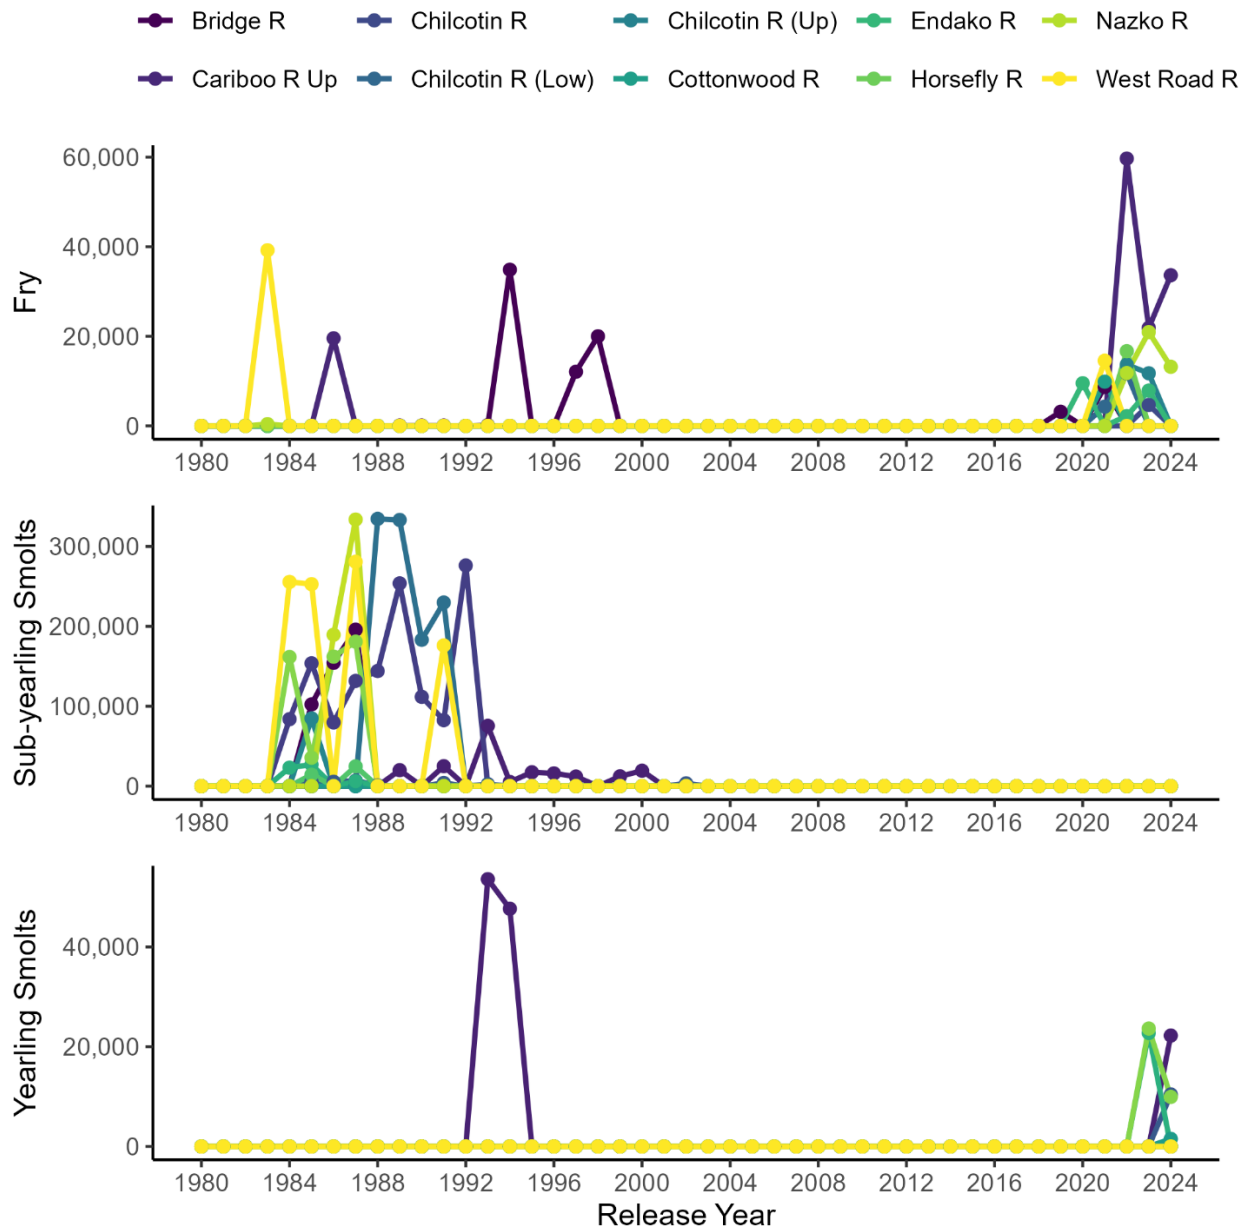 Bridge R Chilcotin R Chilcotin R (Up) Endako R Nazko R
Cariboo R Up Chilcotin R (Low) Cottonwood R Horsefly R West Road R
Fry
60,000
40,000
20,000
0
1980 1984 1988 1992 1996 2000 2004 2008 2012 2016 2020 2024
Sub-yearling Smolts
300,000
200,000
100,000
0
1980 1984 1988 1992 1996 2000 2004 2008 2012 2016 2020 2024
Yearling Smolts
40,000
20,000
0
1980 1984 1988 1992 1996 2000 2004 2008 2012 2016 2020 2024
Release Year